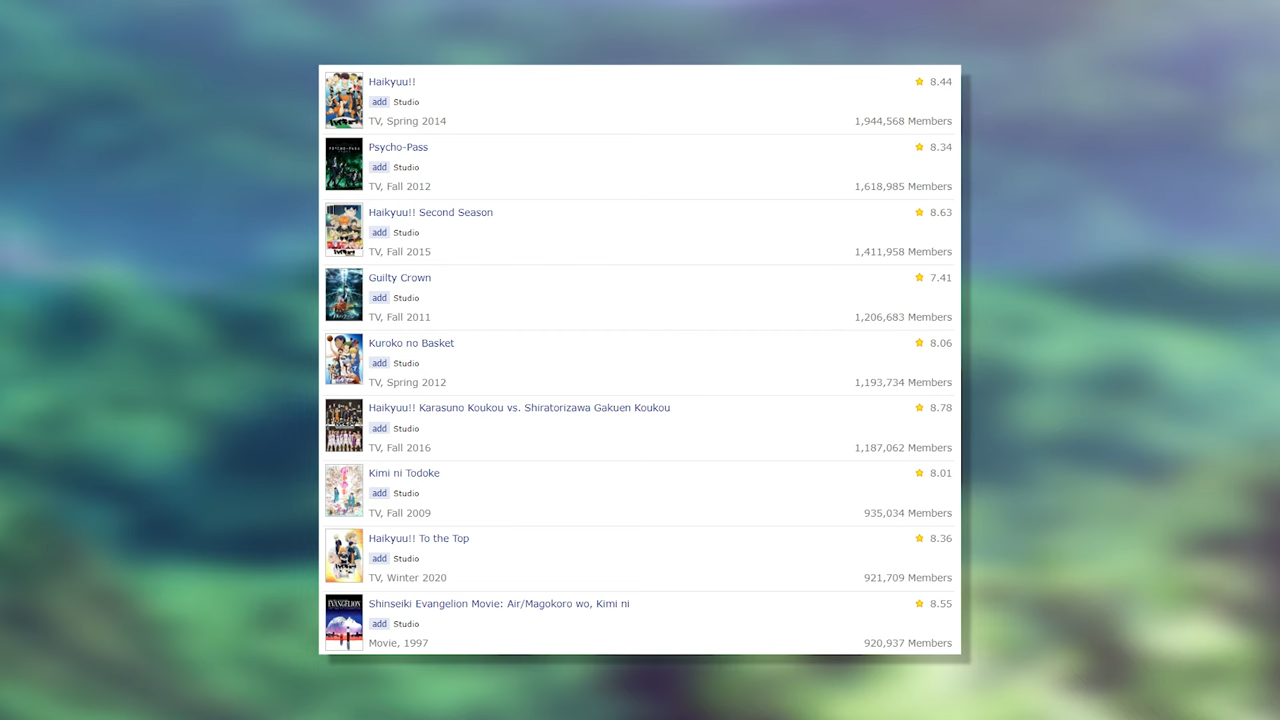 Haikyuu!!
8.44
add Studio
TV, Spring 2014
1,944,568 Members
Psycho-Pass
8.34
add Studio
TV, Fall 2012
1,618,985 Members
Haikyuu!! Second Season
8.63
add Studio
TV, Fall 2015
1,411,958 Members
Guilty Crown
7.41
add Studio
TV, Fall 2011
1,206,683 Members
Kuroko no Basket
8.06
add Studio
TV, Spring 2012
1,193,734 Members
Haikyuu!! Karasuno Koukou vs. Shiratorizawa Gakuen Koukou
8.78
add Studio
TV, Fall 2016
1,187,062 Members
Kimi ni Todoke
8.01
add Studio
TV, Fall 2009
935,034 Members
Haikyuu!! To the Top
8.36
add Studio
TV, Winter 2020
921,709 Members
EVANGELION
Shinseiki Evangelion Movie: Air/Magokoro wo, Kimi ni
8.55
add Studio
Movie, 1997
920,937 Members